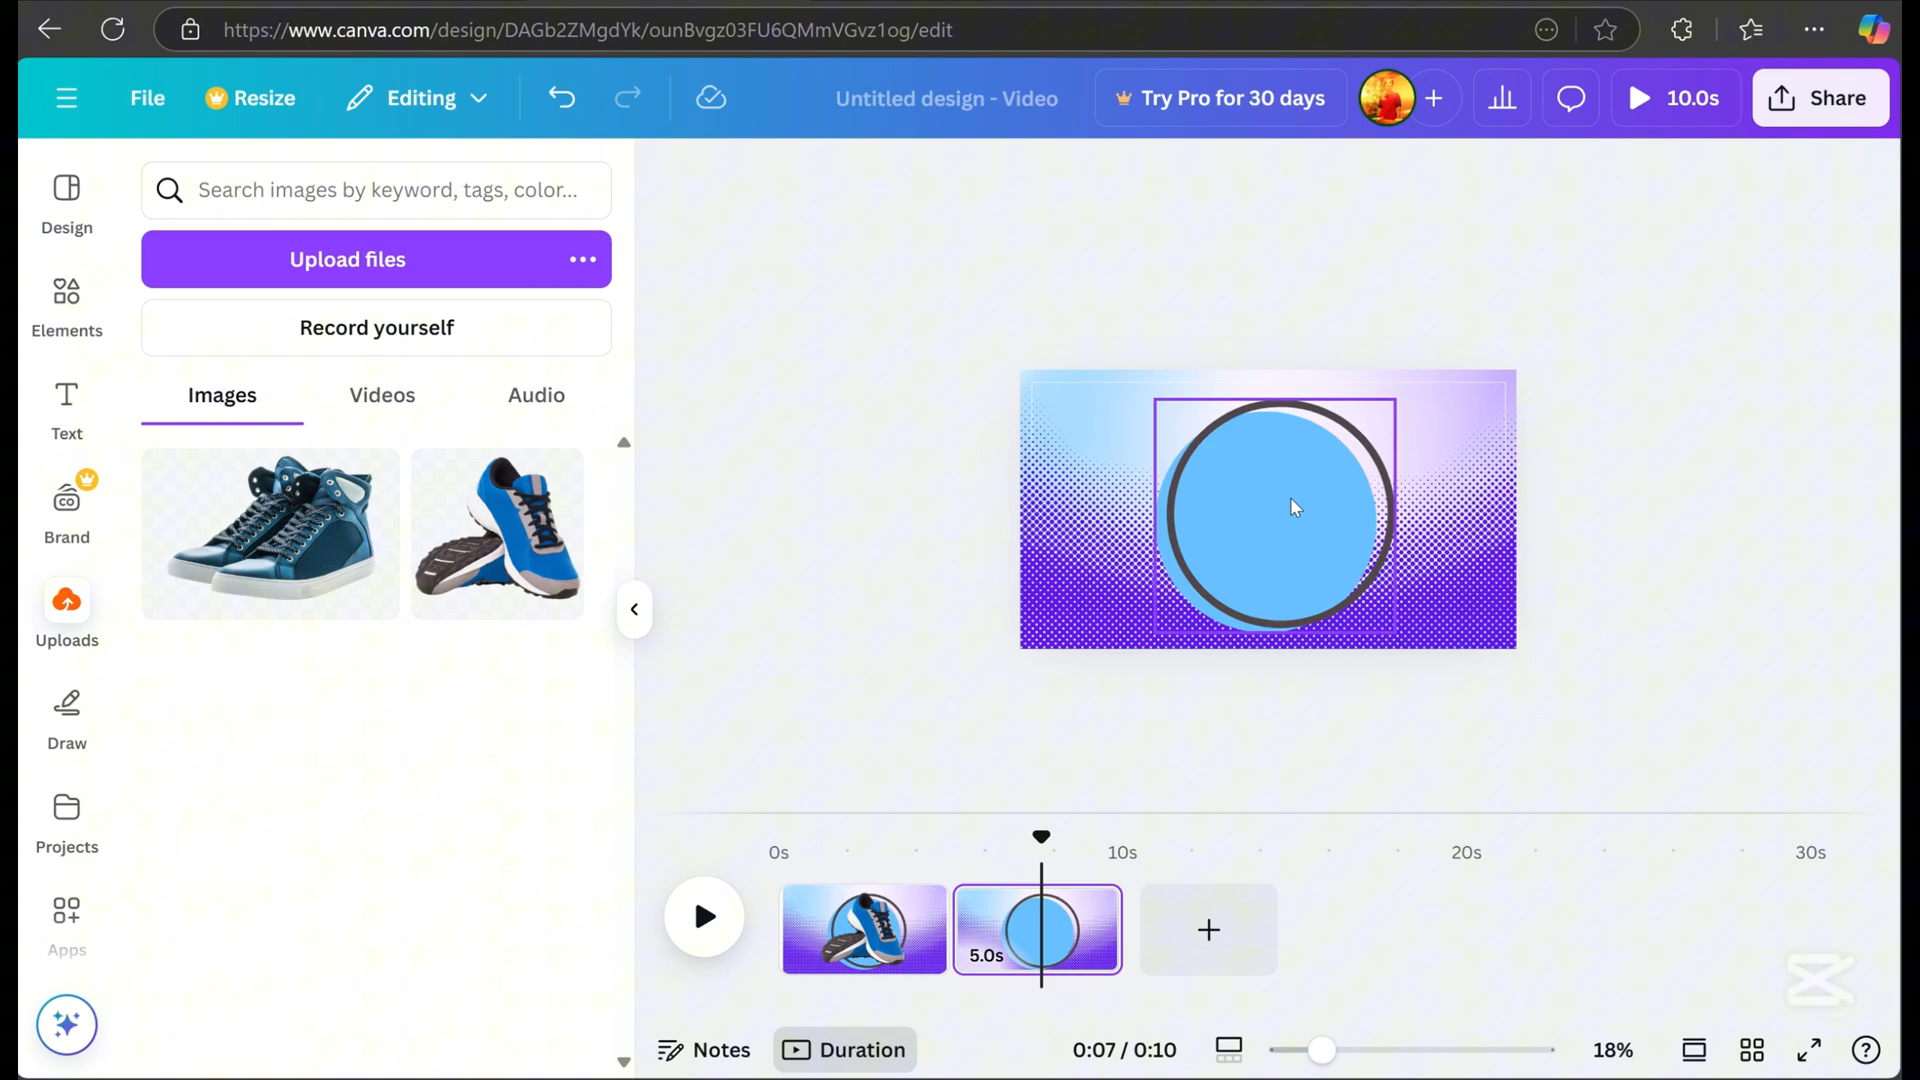 https://www.canva.com/design/DAGb2ZMgdYk/ounBvgz03FU6QMmVGvz1og/edit
File
Resize
Editing
Untitled design - Video
Try Pro for 30 days
10.0s
Share
Design
Elements
Text
Brand
Uploads
Draw
Projects
Apps
Search images by keyword, tags, color...
Upload files
Record yourself
Images
Videos
Audio
0s
10s
20s
30s
5.0s
Notes
Duration
0:07 / 0:10
18%